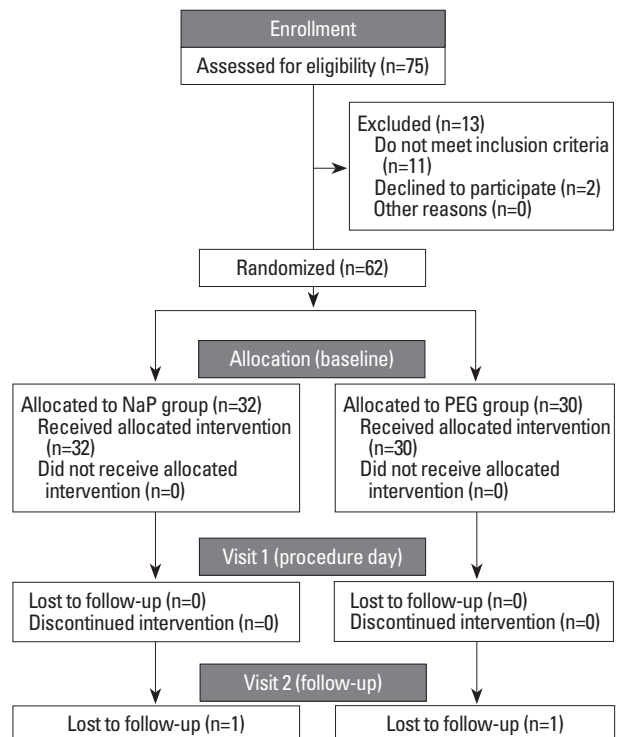 Enrollment
Assessed for eligibility (n=75)
Excluded (n=13)
Do not meet inclusion criteria
(n=11)
Declined to participate (n=2)
Other reasons (n=0)
Randomized (n=62)
Allocation (baseline)
Allocated to NaP group (n=32)
Received allocated intervention
(n=32)
Did not receive allocated
intervention (n=0)
Allocated to PEG group (n=30)
Received allocated intervention
(n=30)
Did not receive allocated
intervention (n=0)
Visit 1 (procedure day)
Lost to follow-up (n=0)
Discontinued intervention (n=0)
Lost to follow-up (n=0)
Discontinued intervention (n=0)
Visit 2 (follow-up)
Lost to follow-up (n=1)
Lost to follow-up (n=1)